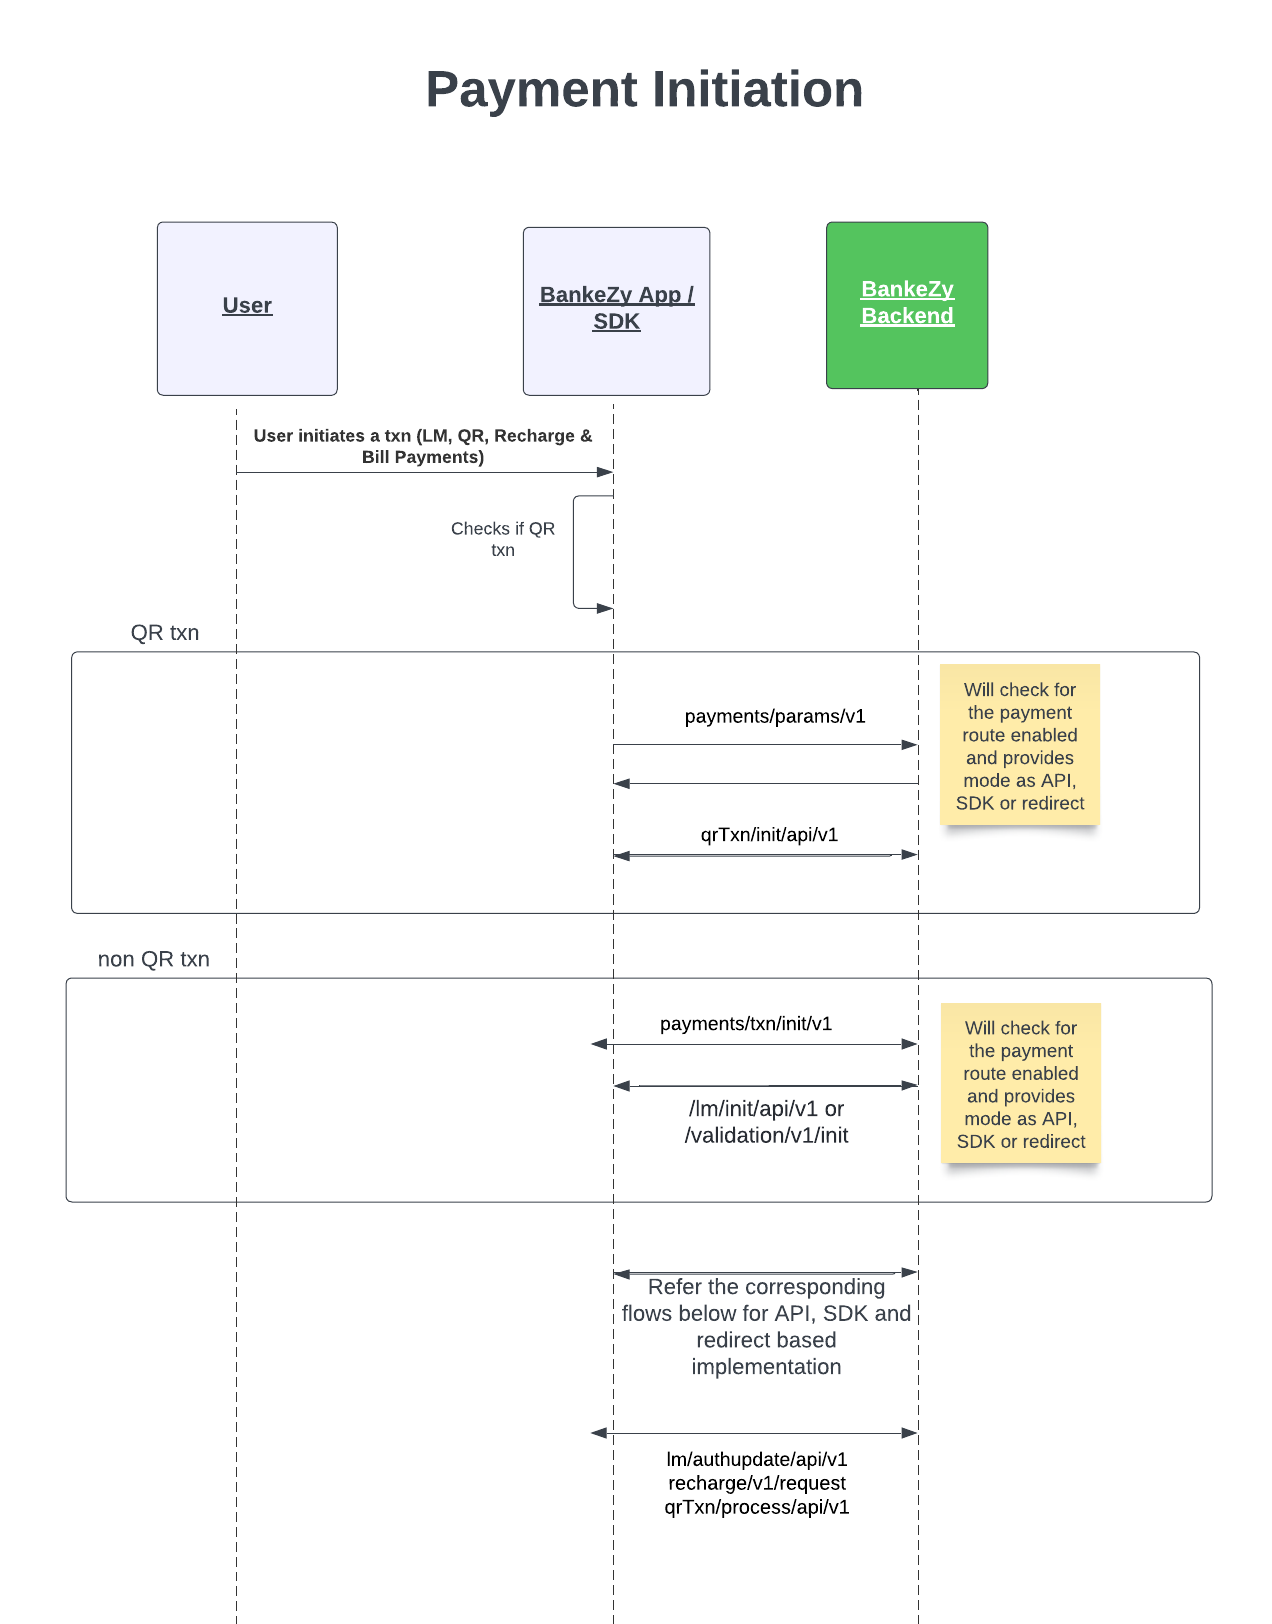 Payment Initiation
User
BankeZy App /
SDK
BankeZy
Backend
User initiates a txn (LM, QR, Recharge &
Bill Payments)
Checks if QR
txn
QR txn
payments/params/v1
Will check for
the payment
route enabled
and provides
mode as API,
SDK or redirect
qrTxn/init/api/v1
non QR txn
payments/txn/init/v1
/lm/init/api/v1 or
/validation/v1/init
Will check for
the payment
route enabled
and provides
mode as API,
SDK or redirect
Refer the corresponding
flows below for API, SDK and
redirect based
implementation
lm/authupdate/api/v1
recharge/v1/request
qrTxn/process/api/v1